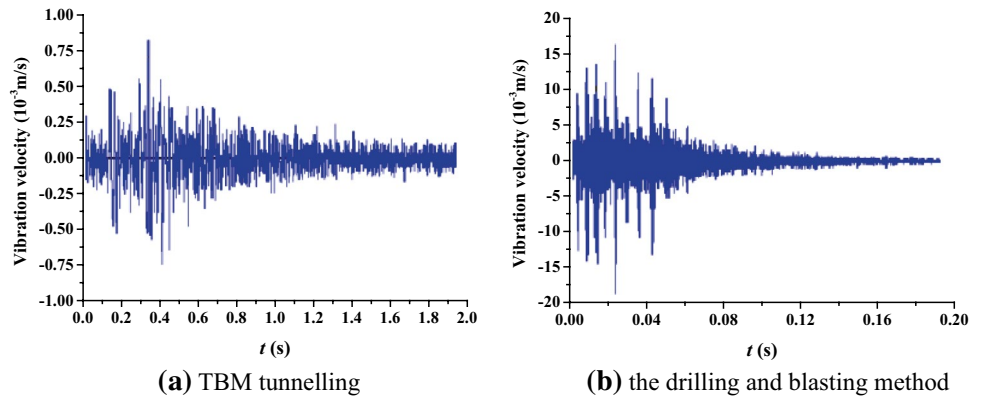 Vibration velocity (10⁻³m/s)
1.00
0.75
0.50
0.25
0.00
-0.25
-0.50
-0.75
-1.00
0.0 0.2 0.4 0.6 0.8 1.0 1.2 1.4 1.6 1.8 2.0
t (s)
(a) TBM tunnelling
Vibration velocity (10⁻³m/s)
20
15
10
5
0
-5
-10
-15
-20
0.00 0.04 0.08 0.12 0.16 0.20
t (s)
(b) the drilling and blasting method